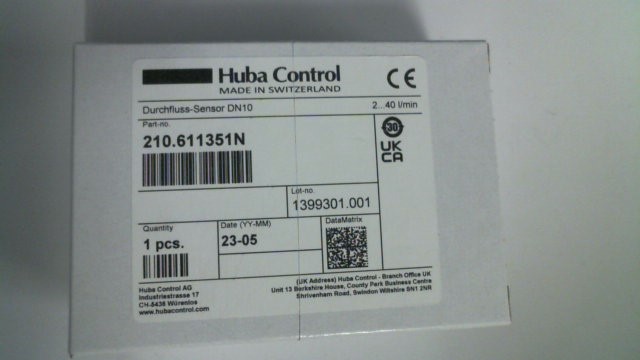 Huba Control
MADE IN SWITZERLAND
CE
Durchfluss-Sensor DN10
2...40 l/min
Part-no.
210.611351N
30
UK
CA
Lot-no.
1399301.001
Quantity
1 pcs.
Date (YY-MM)
23-05
DataMatrix
Huba Control AG
Industriestrasse 17
CH-5436 Würenlos
www.hubacontrol.com
(UK Address) Huba Control - Branch Office UK
Unit 13 Berkshire House, County Park Business Centre
Shrivenham Road, Swindon Wiltshire SN1 2NR